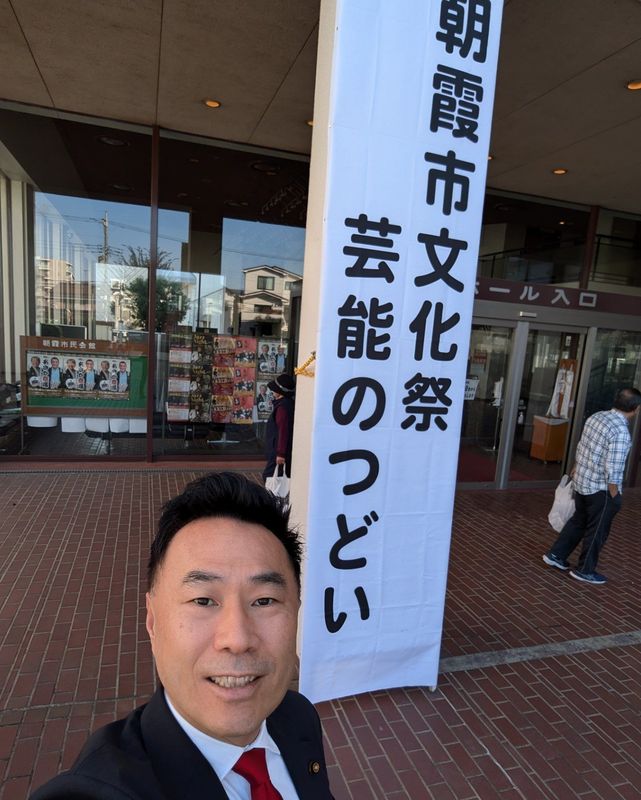 朝霞市文化祭
芸能のつどい
ホール入口
朝霞市民会館